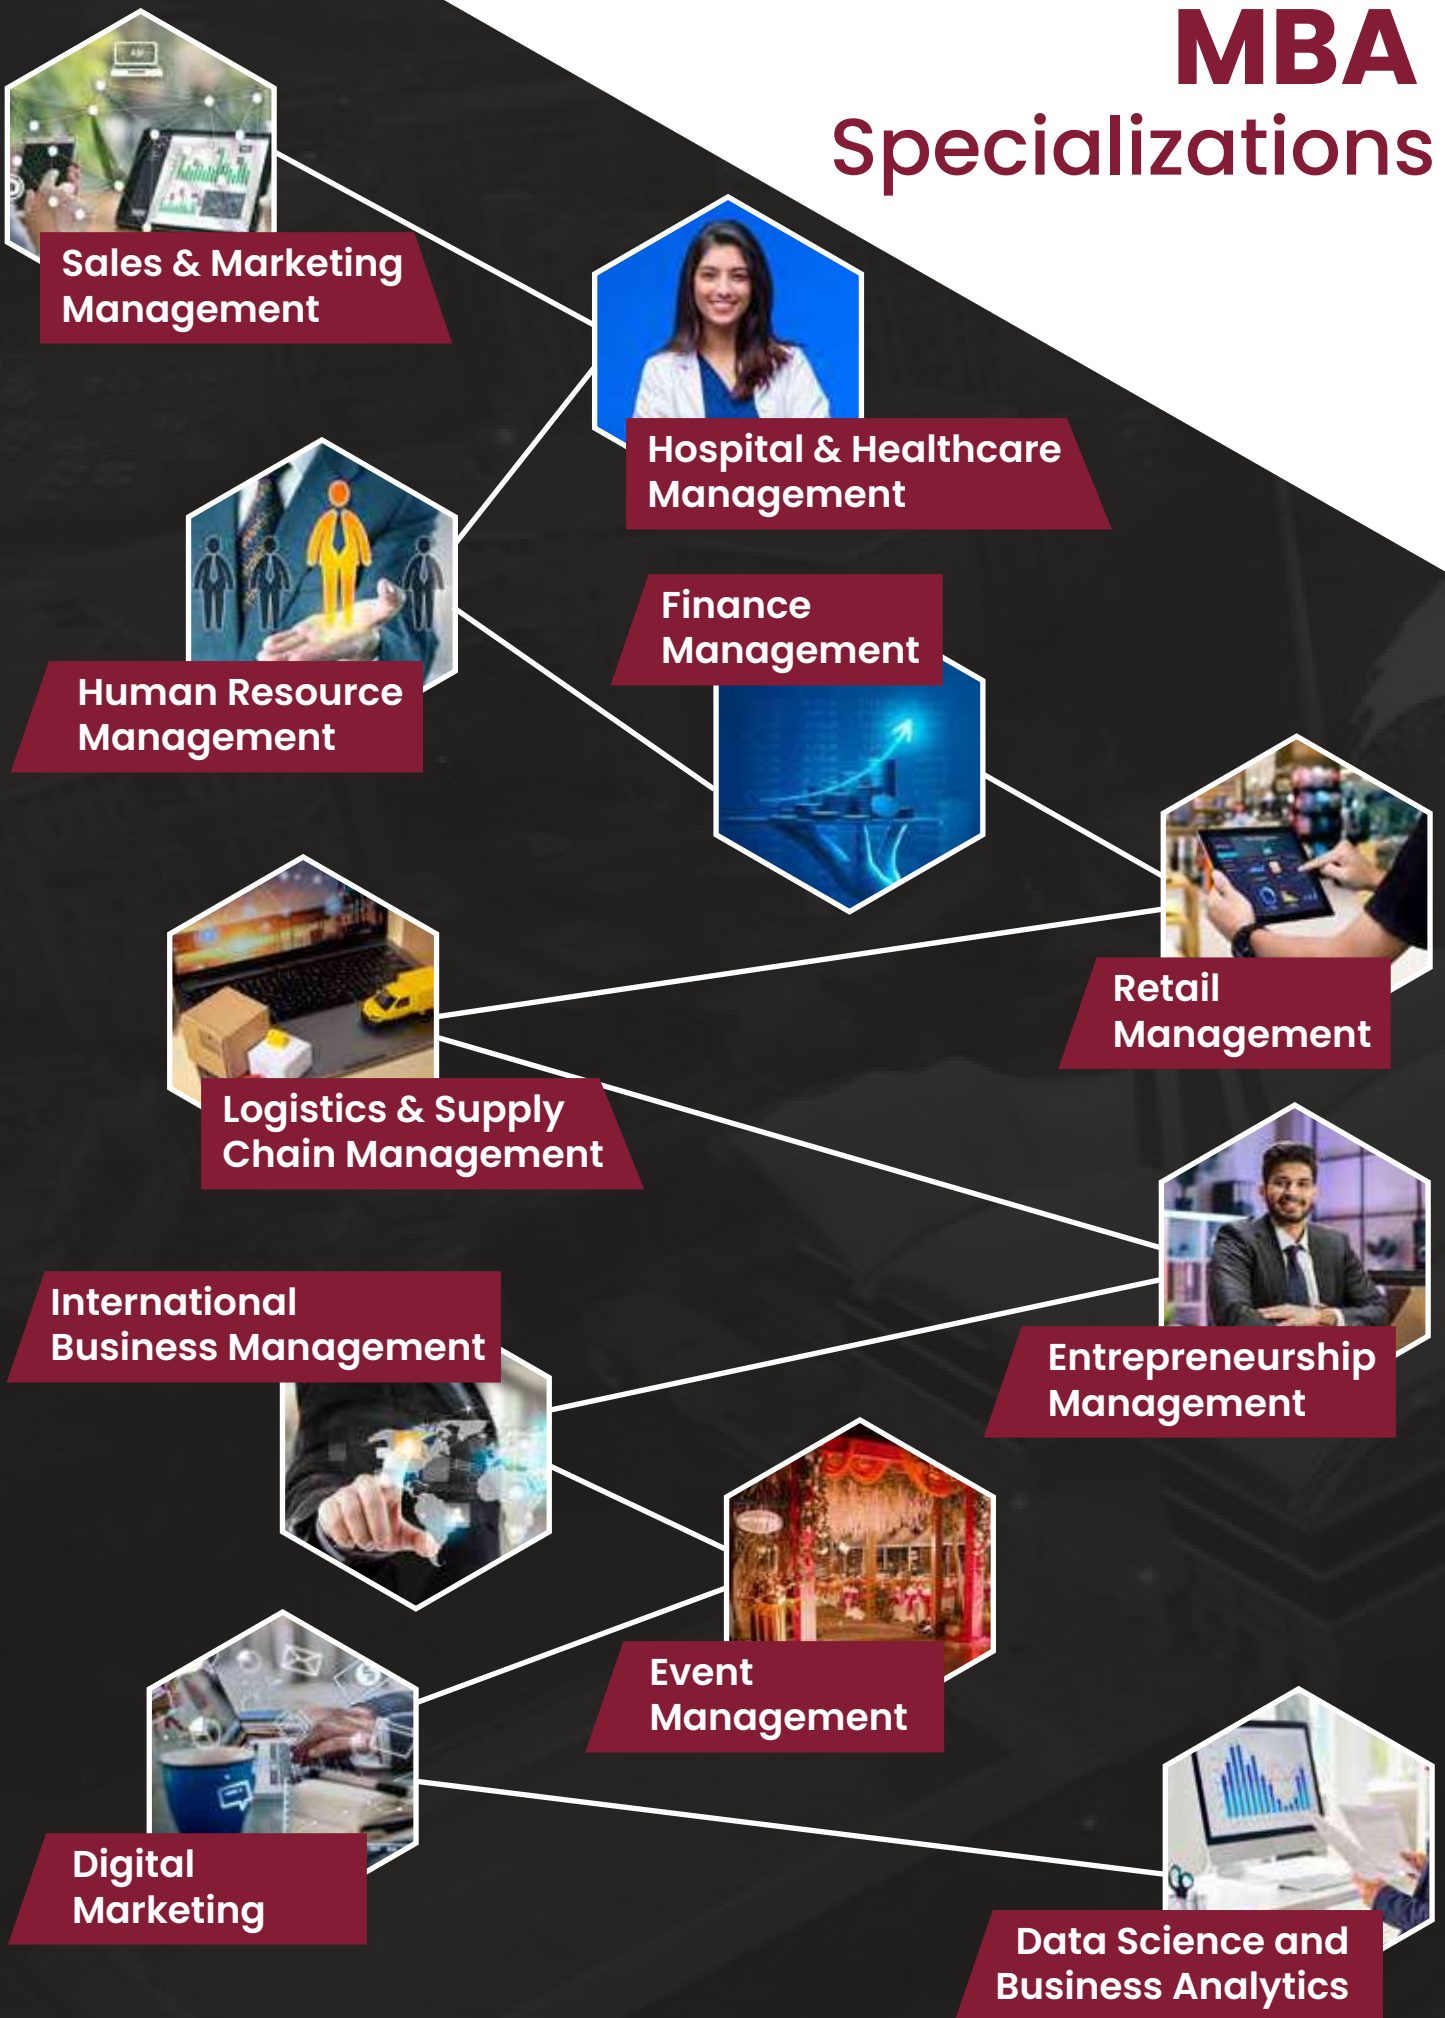 MBA
Specializations
Sales & Marketing
Management
Hospital & Healthcare
Management
Human Resource
Management
Finance
Management
Retail
Management
Logistics & Supply
Chain Management
Entrepreneurship
Management
International
Business Management
Event
Management
Digital
Marketing
Data Science and
Business Analytics